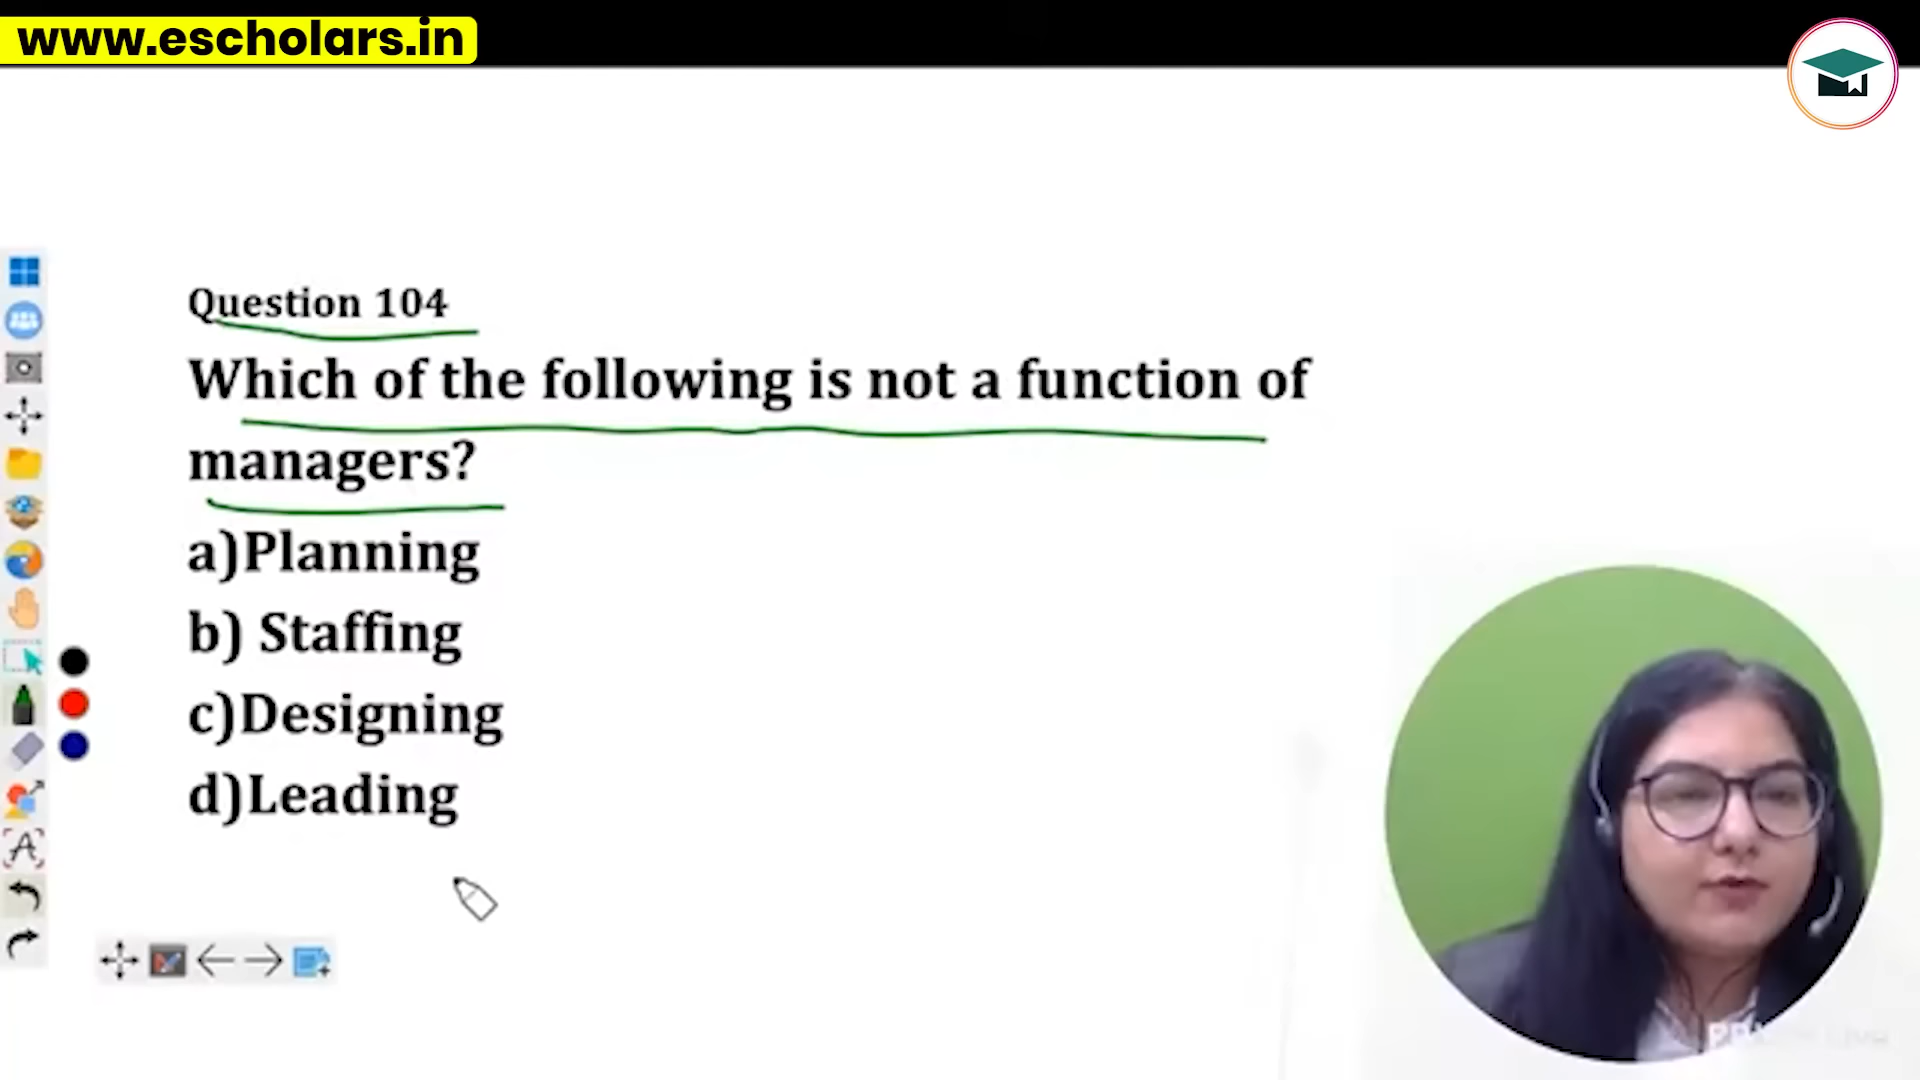 www.escholars.in
Question 104
Which of the following is not a function of
managers?
a)Planning
b) Staffing
c)Designing
d)Leading